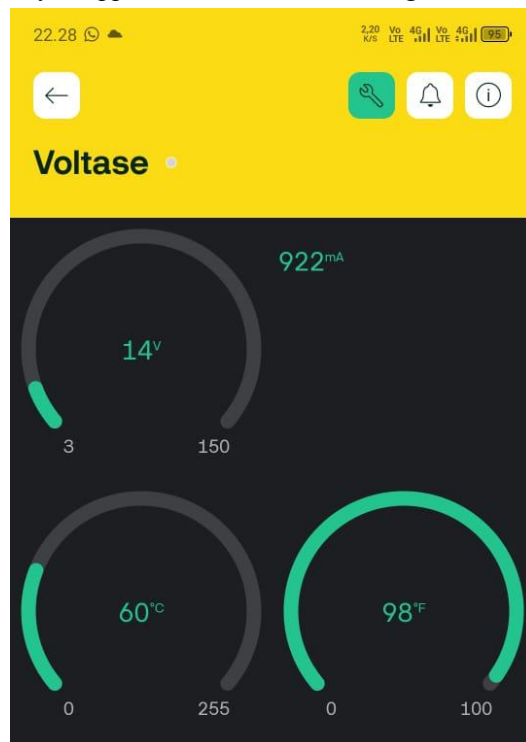 22.28 2,20 K/S Vo LTE 4G Vo LTE 4G 95
Voltase
922mA
14V
3 150
60°C 98°F
0 255 0 100